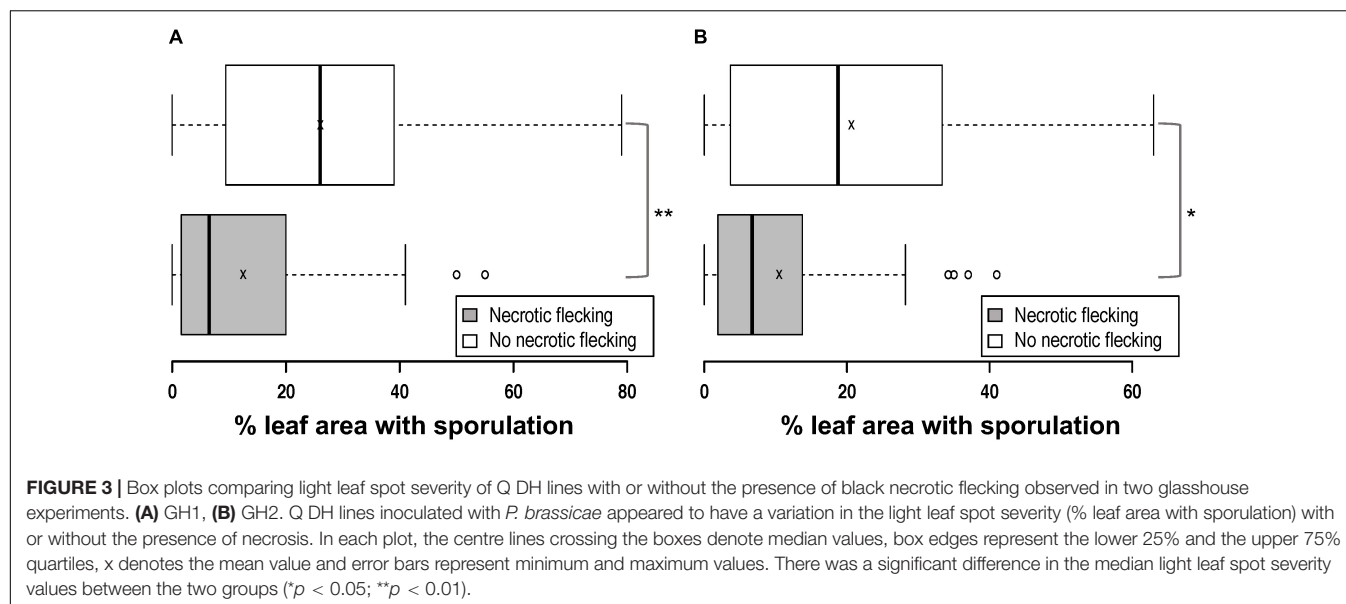 A
B
x
x
**
*
x
x
Necrotic flecking
No necrotic flecking
Necrotic flecking
No necrotic flecking
0 20 40 60 80
0 20 40 60
% leaf area with sporulation
% leaf area with sporulation
FIGURE 3 | Box plots comparing light leaf spot severity of Q DH lines with or without the presence of black necrotic flecking observed in two glasshouse
experiments. (A) GH1, (B) GH2. Q DH lines inoculated with P. brassicae appeared to have a variation in the light leaf spot severity (% leaf area with sporulation) with
or without the presence of necrosis. In each plot, the centre lines crossing the boxes denote median values, box edges represent the lower 25% and the upper 75%
quartiles, x denotes the mean value and error bars represent minimum and maximum values. There was a significant difference in the median light leaf spot severity
values between the two groups (*p < 0.05; **p < 0.01).